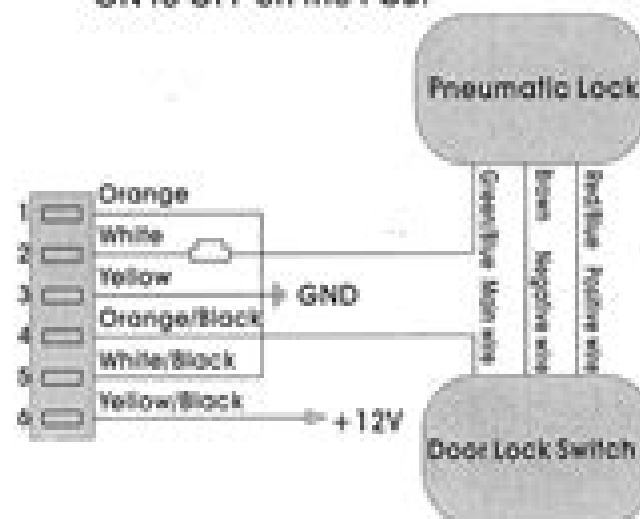 Pneumatic Lock
1 Orange
2 White
3 Yellow
GND
4 Orange/Black
5 White/Black
6 Yellow/Black
+12V
Green/Blue Main wire
Brown Negative wire
Red/Blue Positive wire
Door Lock Switch